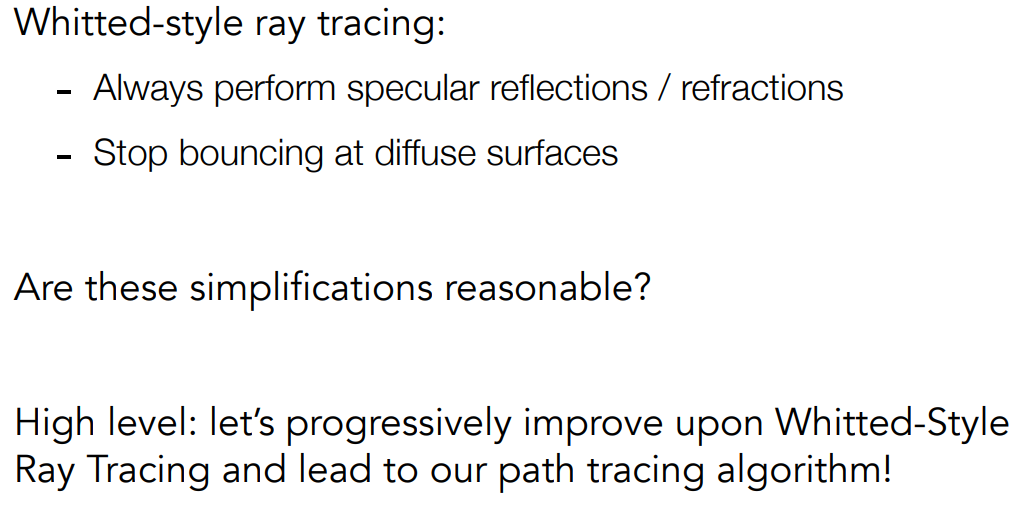 Whitted-style ray tracing:
- Always perform specular reflections / refractions
- Stop bouncing at diffuse surfaces
Are these simplifications reasonable?
High level: let’s progressively improve upon Whitted-Style
Ray Tracing and lead to our path tracing algorithm!